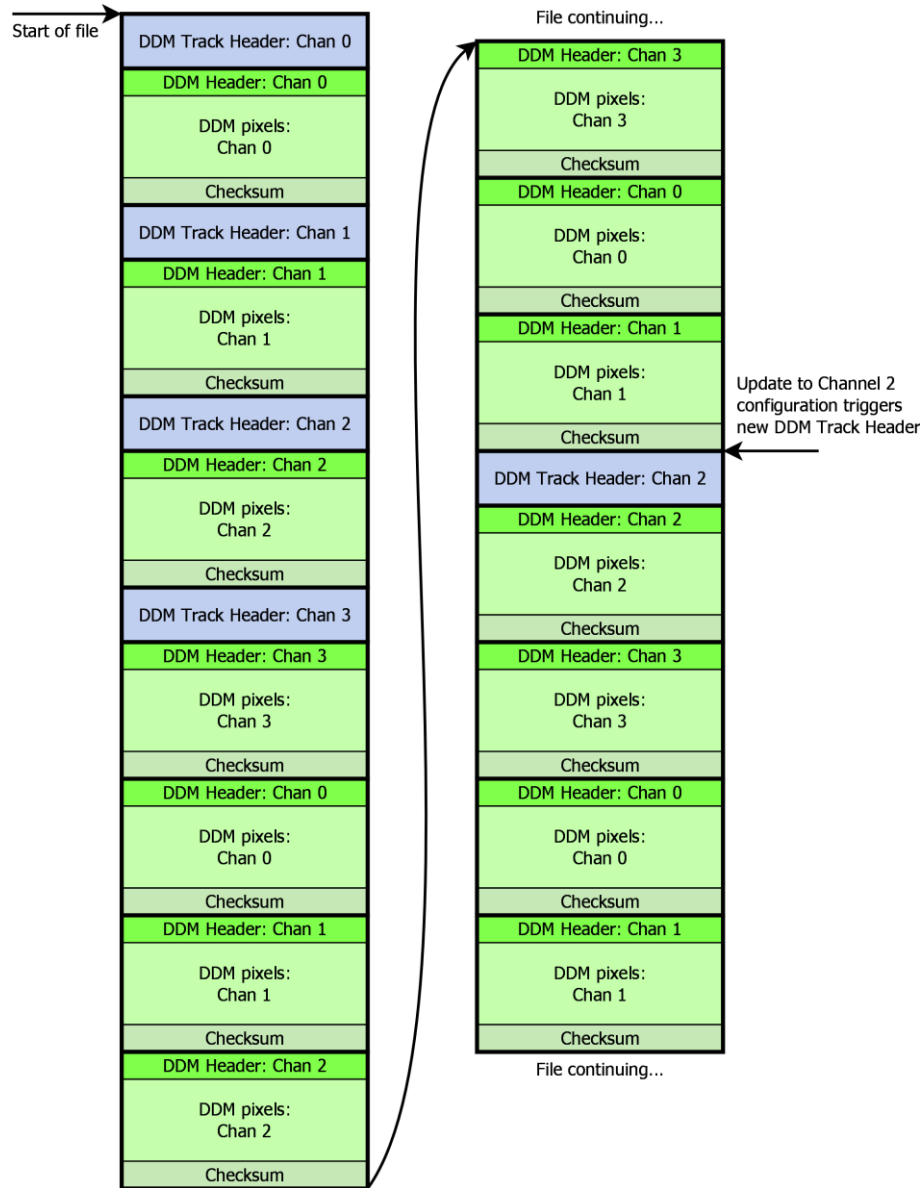 Start of file
DDM Track Header: Chan 0
DDM Header: Chan 0
DDM pixels:
Chan 0
Checksum
DDM Track Header: Chan 1
DDM Header: Chan 1
DDM pixels:
Chan 1
Checksum
DDM Track Header: Chan 2
DDM Header: Chan 2
DDM pixels:
Chan 2
Checksum
DDM Track Header: Chan 3
DDM Header: Chan 3
DDM pixels:
Chan 3
Checksum
DDM Header: Chan 0
DDM pixels:
Chan 0
Checksum
DDM Header: Chan 1
DDM pixels:
Chan 1
Checksum
DDM Header: Chan 2
DDM pixels:
Chan 2
Checksum
File continuing...
DDM Header: Chan 3
DDM pixels:
Chan 3
Checksum
DDM Header: Chan 0
DDM pixels:
Chan 0
Checksum
DDM Header: Chan 1
DDM pixels:
Chan 1
Checksum
Update to Channel 2
configuration triggers
new DDM Track Header
DDM Track Header: Chan 2
DDM Header: Chan 2
DDM pixels:
Chan 2
Checksum
DDM Header: Chan 3
DDM pixels:
Chan 3
Checksum
DDM Header: Chan 0
DDM pixels:
Chan 0
Checksum
DDM Header: Chan 1
DDM pixels:
Chan 1
Checksum
File continuing...